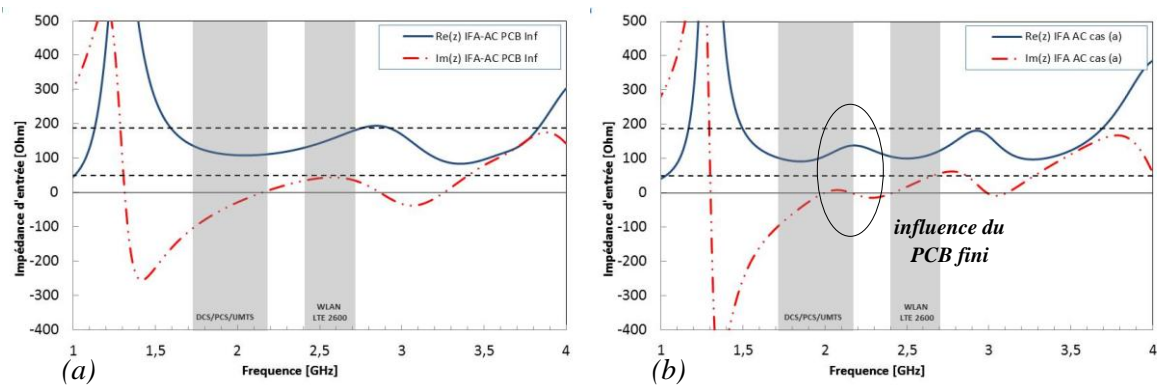 500
400
300
200
100
0
-100
-200
-300
-400
Impédance d'entrée [Ohm]
Re(z) IFA-AC PCB Inf
Im(z) IFA-AC PCB Inf
DCS/PCS/UMTS
WLAN
LTE 2600
1
1,5
2
2,5
3
3,5
4
Frequence [GHz]
(a)
500
400
300
200
100
0
-100
-200
-300
-400
Impédance d'entrée [Ohm]
Re(z) IFA AC cas (a)
Im(z) IFA AC cas (a)
influence du
PCB fini
DCS/PCS/UMTS
WLAN
LTE 2600
1
1,5
2
2,5
3
3,5
4
Frequence [GHz]
(b)